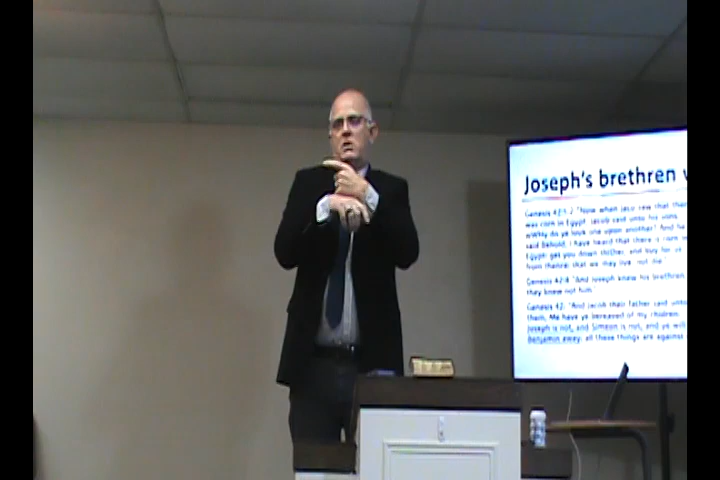 Joseph's brethren
Genesis 42:1-2 "Now when Jaco saw that
was corn in Egypt, Jacob said unto his sons,
do ye look one upon another? And he
said Behold, I have heard that there is corn in
Egypt: get you down thither, and buy for us
from thence; that we may live, not die."
Genesis 42:8 "And Joseph knew his brethren,
they knew not him."
Genesis 42: "And Jacob their father said unto
them, Me have ye bereaved of my children:
Joseph is not, and Simeon is not, and ye will
Benjamin away: all these things are against